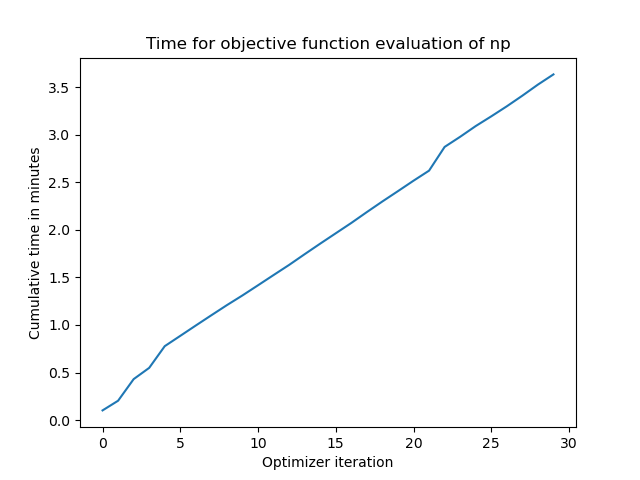 Time for objective function evaluation of np
Cumulative time in minutes
3.5
3.0
2.5
2.0
1.5
1.0
0.5
0.0
0 5 10 15 20 25 30
Optimizer iteration